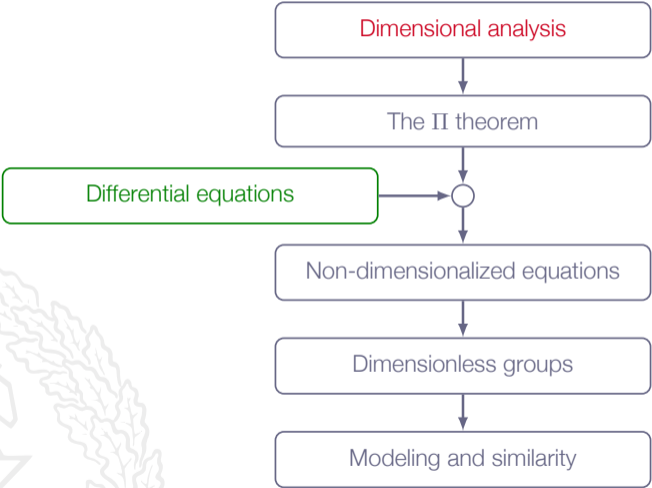 Dimensional analysis
The Π theorem
Differential equations
Non-dimensionalized equations
Dimensionless groups
Modeling and similarity